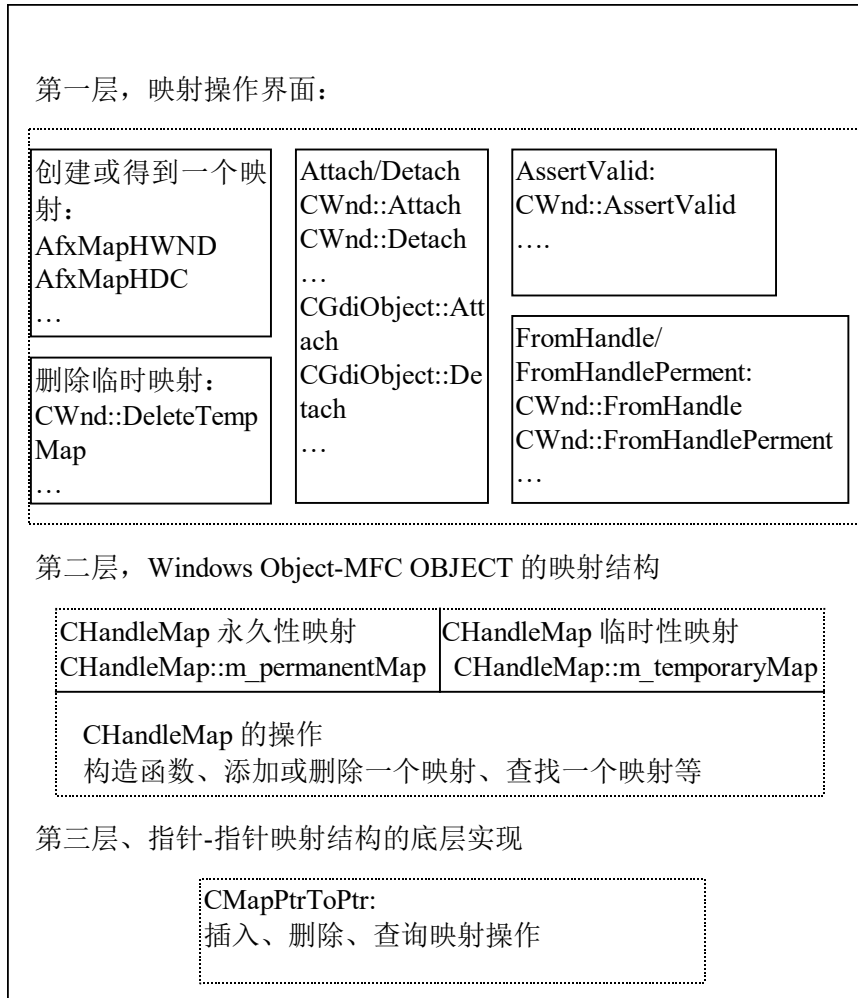 第一层，映射操作界面：
创建或得到一个映
射：
AfxMapHWND
AfxMapHDC
…
删除临时映射：
CWnd::DeleteTemp
Map
…
Attach/Detach
CWnd::Attach
CWnd::Detach
…
CGdiObject::Att
ach
CGdiObject::De
tach
…
AssertValid:
CWnd::AssertValid
….
FromHandle/
FromHandlePerment:
CWnd::FromHandle
CWnd::FromHandlePerment
…
第二层，Windows Object-MFC OBJECT 的映射结构
CHandleMap 永久性映射
CHandleMap::m_permanentMap
CHandleMap 临时性映射
CHandleMap::m_temporaryMap
CHandleMap 的操作
构造函数、添加或删除一个映射、查找一个映射等
第三层、指针-指针映射结构的底层实现
CMapPtrToPtr:
插入、删除、查询映射操作